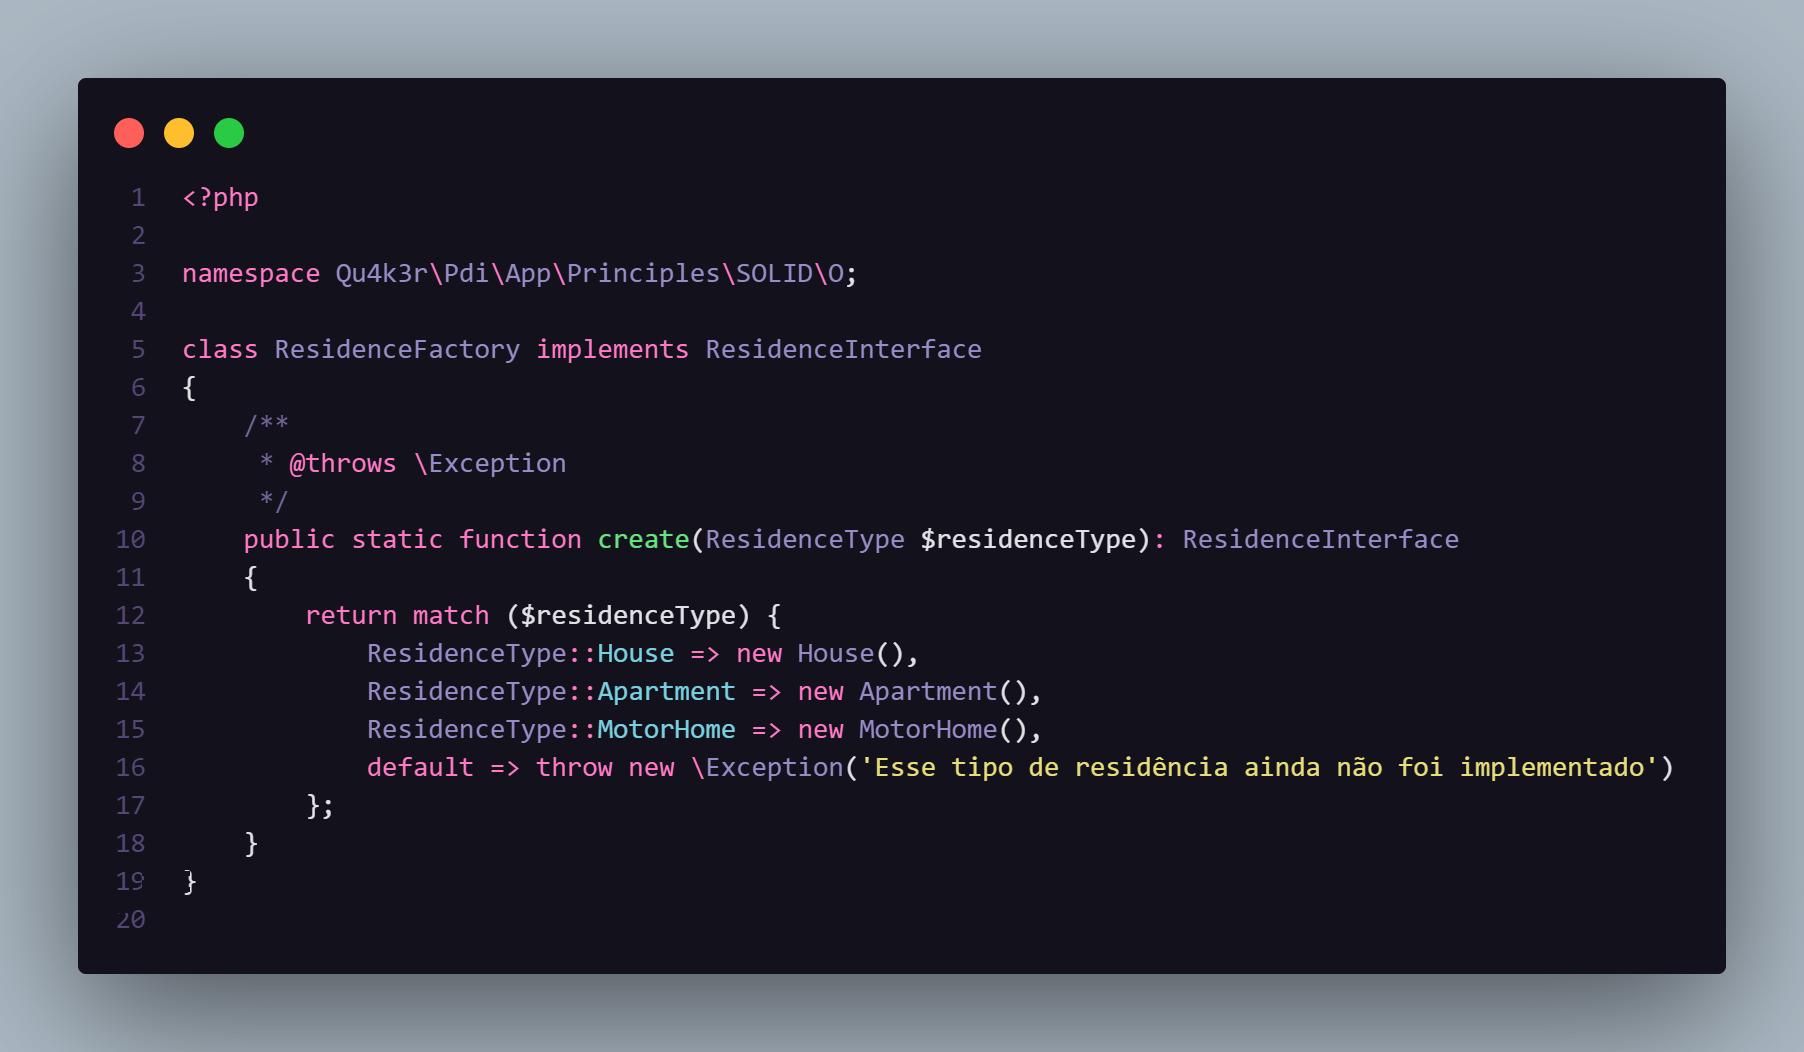 1 <?php
2
3 namespace Qu4k3r\Pdi\App\Principles\SOLID\O;
4
5 class ResidenceFactory implements ResidenceInterface
6 {
7     /**
8      * @throws \Exception
9      */
10     public static function create(ResidenceType $residenceType): ResidenceInterface
11     {
12         return match ($residenceType) {
13             ResidenceType::House => new House(),
14             ResidenceType::Apartment => new Apartment(),
15             ResidenceType::MotorHome => new MotorHome(),
16             default => throw new \Exception('Esse tipo de residência ainda não foi implementado')
17         };
18     }
19 }
20